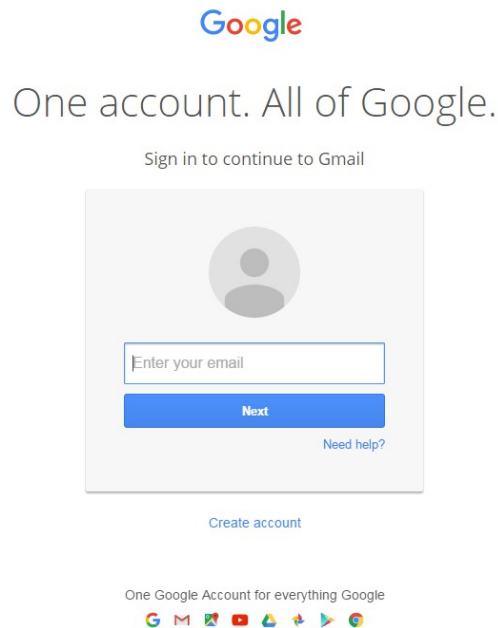 Google
One account. All of Google.
Sign in to continue to Gmail
Enter your email
Next
Need help?
Create account
One Google Account for everything Google